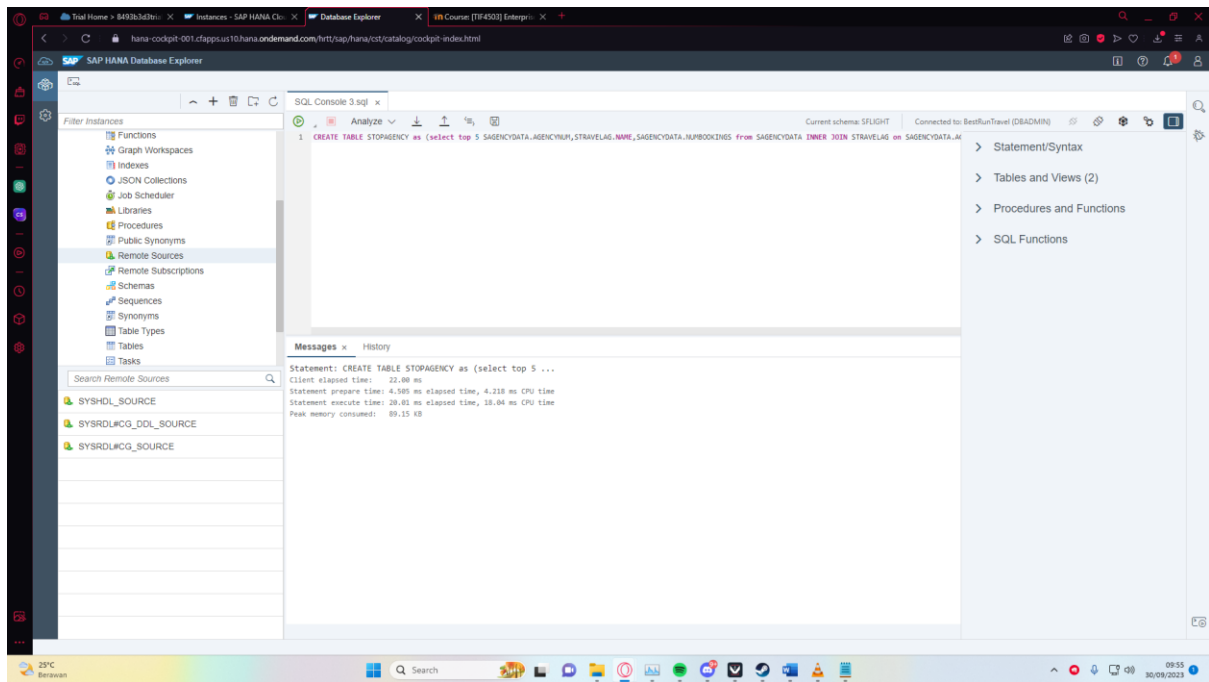 Trial Home > 8493b3d3tria
Instances - SAP HANA Clo
Database Explorer
Course: [TIF4503] Enterpri
hana-cockpit-001.cfapps.us10.hana.ondemand.com/hrtt/sap/hana/cst/catalog/cockpit-index.html
SAP SAP HANA Database Explorer
SQL Console 3.sql
Filter Instances
Analyze
Current schema: SFLIGHT
Connected to: BestRunTravel (DBADMIN)
1 CREATE TABLE STOPAGENCY as (select top 5 SAGENCYDATA.AGENCYNUM,STRAVELAG.NAME,SAGENCYDATA.NUMBOOKINGS from SAGENCYDATA INNER JOIN STRAVELAG on SAGENCYDATA.AG
Functions
Graph Workspaces
Indexes
JSON Collections
Job Scheduler
Libraries
Procedures
Public Synonyms
Remote Sources
Remote Subscriptions
Schemas
Sequences
Synonyms
Table Types
Tables
Tasks
Statement/Syntax
Tables and Views (2)
Procedures and Functions
SQL Functions
Search Remote Sources
SYSHDL_SOURCE
SYSRDL#CG_DDL_SOURCE
SYSRDL#CG_SOURCE
Messages
History
Statement: CREATE TABLE STOPAGENCY as (select top 5 ...
Client elapsed time: 22.00 ms
Statement prepare time: 4.505 ms elapsed time, 4.218 ms CPU time
Statement execute time: 20.01 ms elapsed time, 18.04 ms CPU time
Peak memory consumed: 89.15 KB
25°C
Berawan
Search
09:55
30/09/2023